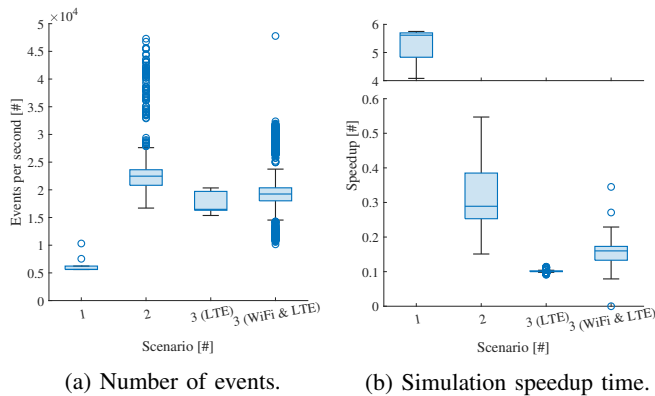 5 ×10⁴
4.5
4
3.5
3
2.5
2
1.5
1
0.5
0
Events per second [#]
1
2
3 (LTE)
3 (WiFi & LTE)
Scenario [#]
(a) Number of events.
6
5
4
0.6
0.5
0.4
0.3
0.2
0.1
0
Speedup [#]
1
2
3 (LTE)
3 (WiFi & LTE)
Scenario [#]
(b) Simulation speedup time.